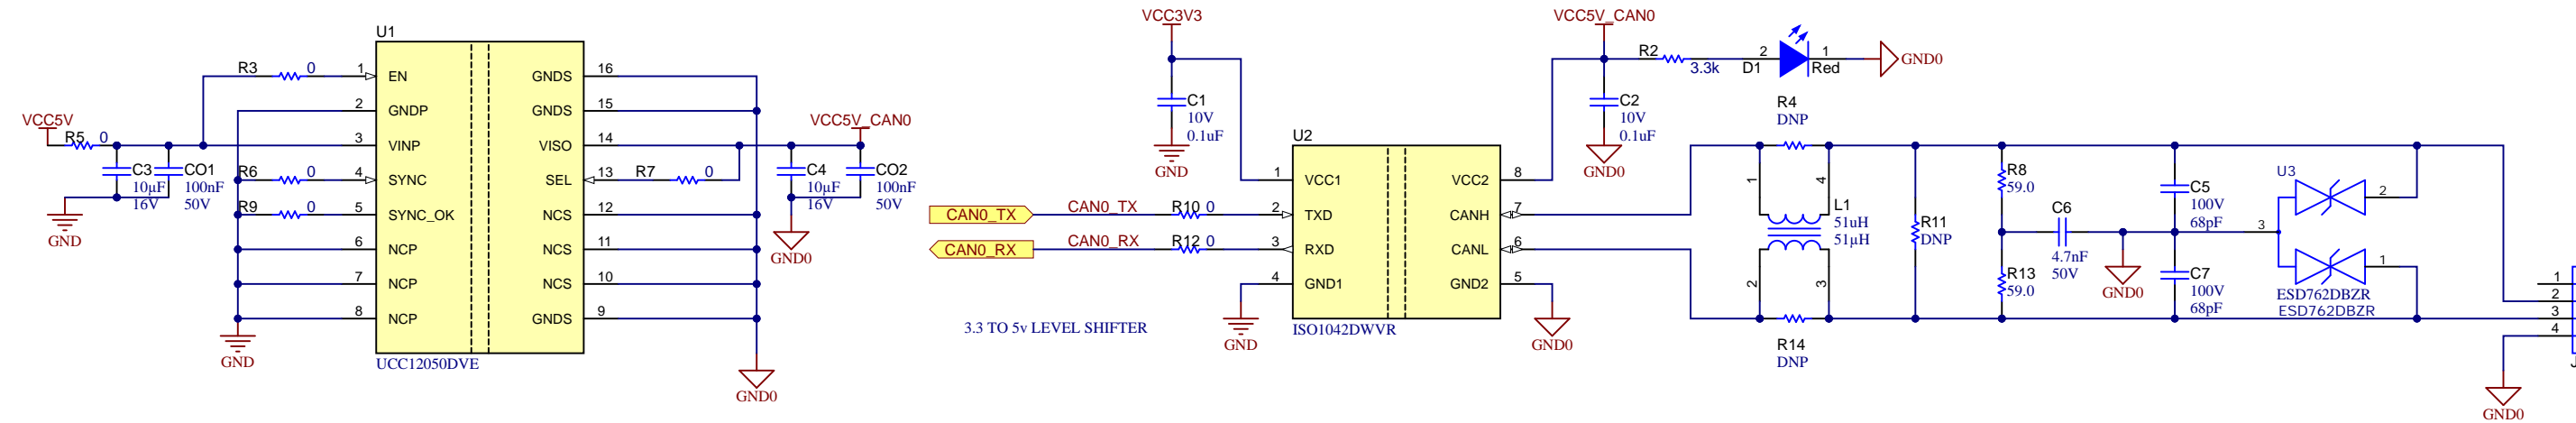 U1
R3 0 1 EN GNDS 16
2 GNDP GNDS 15
VCC5V
R5 0 3 VINP VISO 14 VCC5V_CAN0
C3
10µF
16V
CO1
100nF
50V
R6 0 4 SYNC SEL 13 R7 0
C4
10µF
16V
CO2
100nF
50V
R9 0 5 SYNC_OK NCS 12
6 NCP NCS 11
7 NCP NCS 10
8 NCP GNDS 9
GND
GND
UCC12050DVE
GND0
GND0
VCC3V3
C1
10V
0.1uF
GND
VCC5V_CAN0
C2
10V
0.1uF
GND0
R2
3.3k
2
D1
1
Red
GND0
U2
1 VCC1 VCC2 8
CAN0_TX CAN0_TX R10 0 2 TXD CANH 7
CAN0_RX CAN0_RX R12 0 3 RXD CANL 6
4 GND1 GND2 5
3.3 TO 5v LEVEL SHIFTER
GND
ISO1042DWVR
GND0
R4
DNP
1 4
L1
51uH
51µH
2 3
R14
DNP
R11
DNP
R8
59.0
R13
59.0
C6
4.7nF
50V
GND0
C5
100V
68pF
C7
100V
68pF
U3
2
3
1
ESD762DBZR
ESD762DBZR
1
2
3
4
GND0